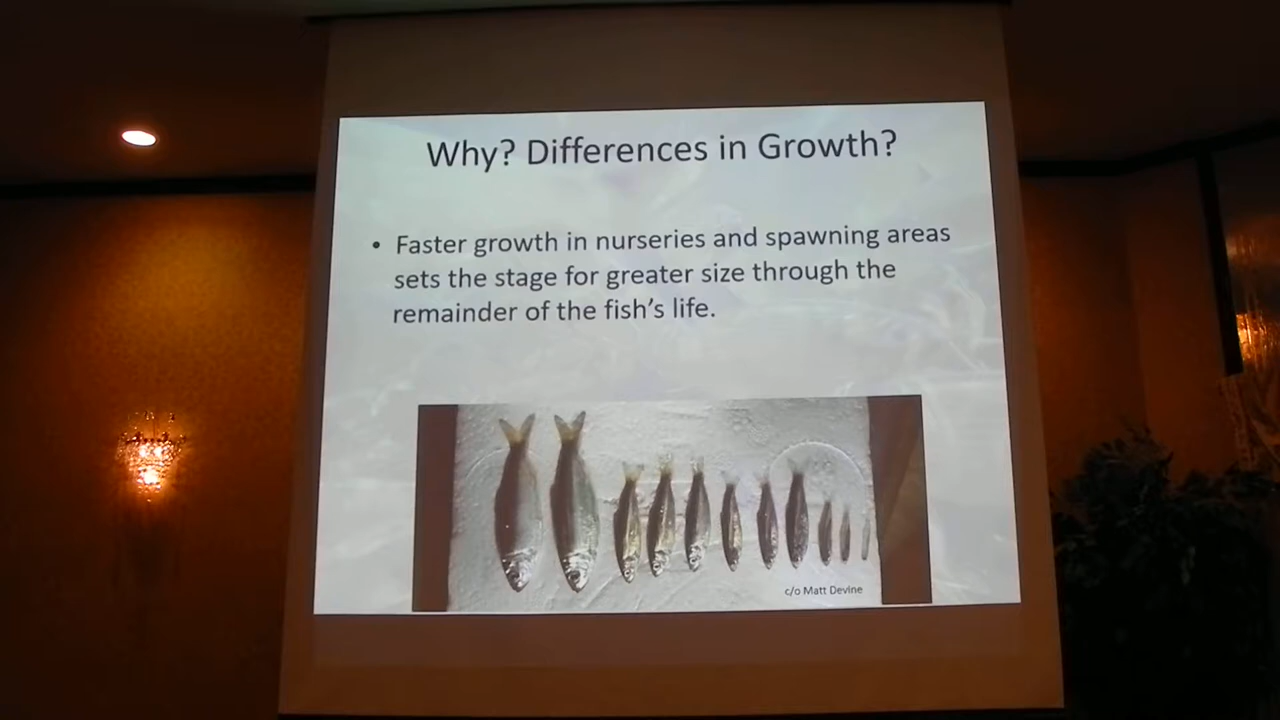 Why? Differences in Growth?
• Faster growth in nurseries and spawning areas
sets the stage for greater size through the
remainder of the fish's life.
c/o Matt Devine